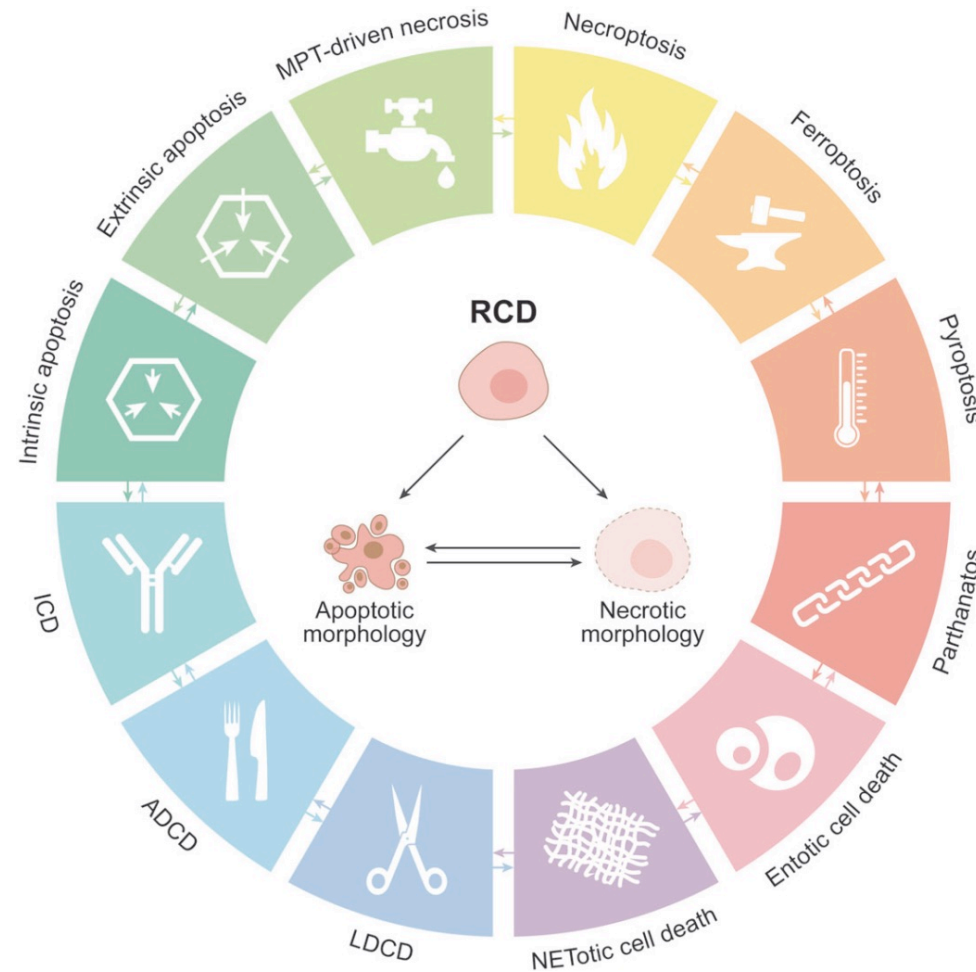 MPT-driven necrosis
Necroptosis
Ferroptosis
Pyroptosis
Parthanatos
Entotic cell death
NETotic cell death
LDCD
ADCD
ICD
Intrinsic apoptosis
Extrinsic apoptosis
RCD
Apoptotic
morphology
Necrotic
morphology